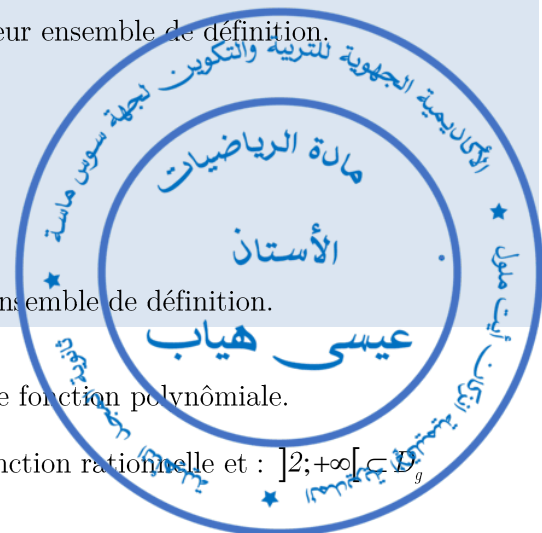 eur ensemble de définition.
الأكاديمية الجهوية للتربية والتكوين لجهة سوس ماسة
مادة الرياضيات
الأستاذ
nsemble de définition.
عيسى هياب
e fonction polynômiale.
nction rationnelle et : ]2;+∞[ ⊂ D_g